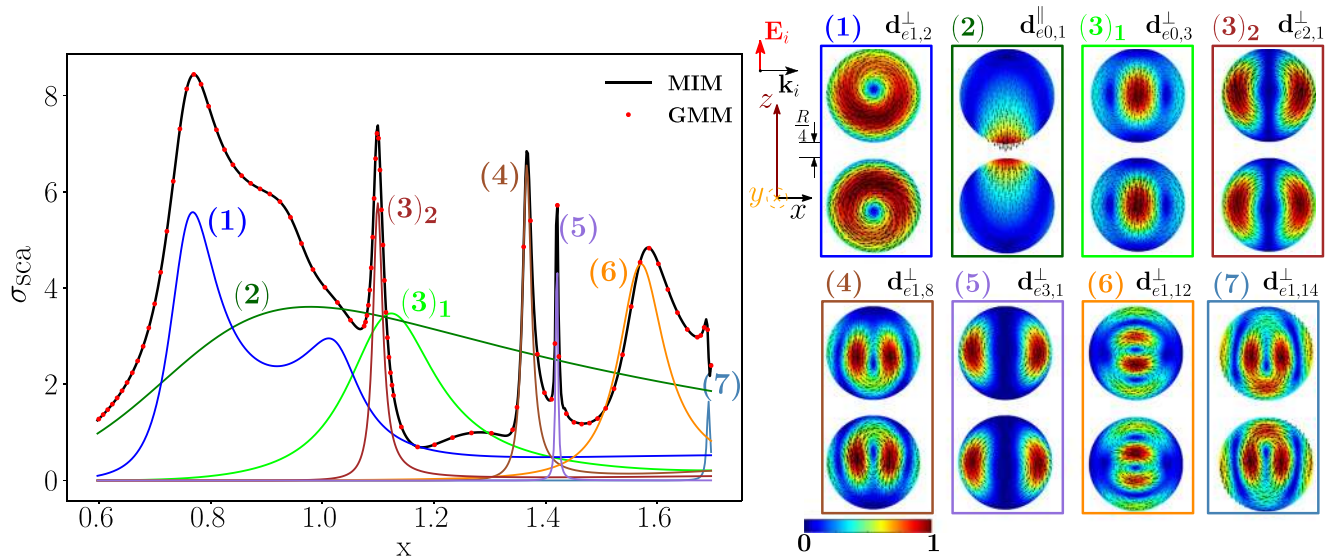 (1) d⊥e1,2
(2) d∥e0,1
(3)₁ d⊥e0,3
(3)₂ d⊥e2,1
Eᵢ
kᵢ
z
R/4
y
x
MIM
GMM
(1)
(2)
(3)₂
(3)₁
(4)
(5)
(6)
(7)
σsca
8
6
4
2
0
0.6 0.8 1.0 1.2 1.4 1.6
x
(4) d⊥e1,8
(5) d⊥e3,1
(6) d⊥e1,12
(7) d⊥e1,14
0 1